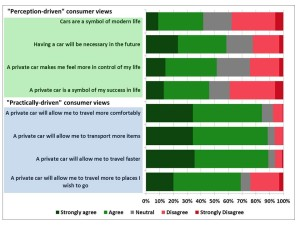 "Perception-driven" consumer views
Cars are a symbol of modern life
Having a car will be necessary in the future
A private car makes me feel more in control of my life
A private car is a symbol of my success in life
"Practically-driven" consumer views
A private car will allow me to travel more comfortably
A private car will allow me to transport more items
A private car will allow me to travel faster
A private car will allow me to travel more to places I
wish to go
0% 10% 20% 30% 40% 50% 60% 70% 80% 90% 100%
Strongly agree Agree Neutral Disagree Strongly Disagree